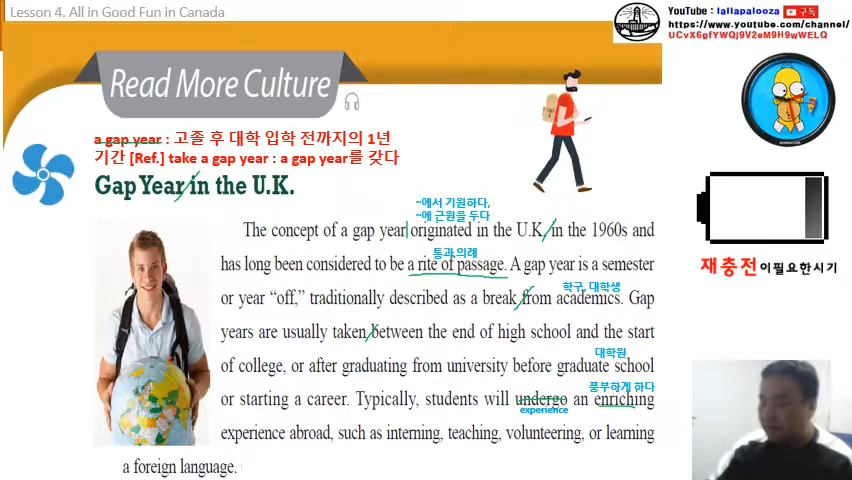 Lesson 4. All in Good Fun in Canada
YouTube : lallapalooza 구독
https://www.youtube.com/channel/
UCvX6gfYWQj9V2eM9H9wWELQ
Read More Culture
a gap year : 고졸 후 대학 입학 전까지의 1년
기간 [Ref.] take a gap year : a gap year를 갖다
Gap Year in the U.K.
~에서 기원하다,
~에 근원을 두다
The concept of a gap year originated in the U.K. in the 1960s and
통과 의례
has long been considered to be a rite of passage. A gap year is a semester
학구, 대학생
or year “off,” traditionally described as a break from academics. Gap
years are usually taken between the end of high school and the start
대학원
of college, or after graduating from university before graduate school
풍부하게 하다
or starting a career. Typically, students will undergo an enriching
experience
experience abroad, such as interning, teaching, volunteering, or learning
a foreign language.
재충전이필요한시기